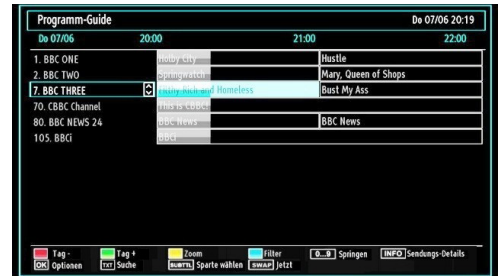 Programm-Guide Do 07/06 20:19
Do 07/06 20:00 21:00 22:00
1. BBC ONE Holby City Hustle
2. BBC TWO Springwatch Mary, Queen of Shops
7. BBC THREE Filthy Rich and Homeless Bust My Ass
70. CBBC Channel This is CBBC!
80. BBC NEWS 24 BBC News BBC News
105. BBCi BBCi
Tag - Tag + Zoom Filter 0...9 Springen INFO Sendungs-Details
OK Optionen TXT Suche SUBTTL Sparte wählen SWAP Jetzt